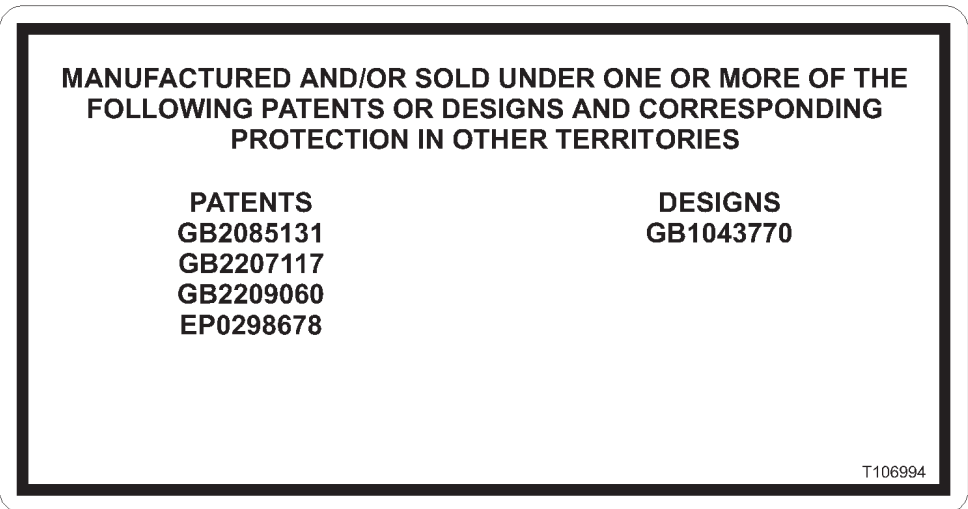 MANUFACTURED AND/OR SOLD UNDER ONE OR MORE OF THE
FOLLOWING PATENTS OR DESIGNS AND CORRESPONDING
PROTECTION IN OTHER TERRITORIES
PATENTS
GB2085131
GB2207117
GB2209060
EP0298678
DESIGNS
GB1043770
T106994